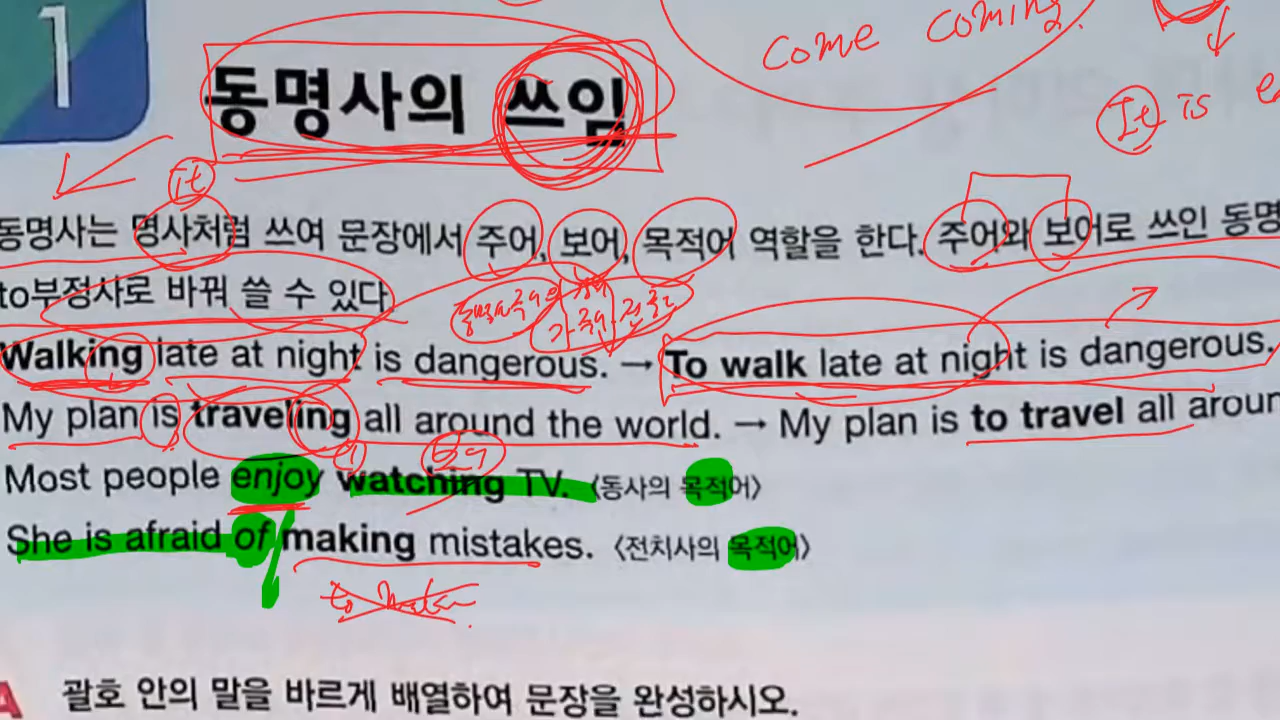 come coming.
1
동명사의 쓰임
It is
It
동명사는 명사처럼 쓰여 문장에서 주어, 보어, 목적어 역할을 한다. 주어와 보어로 쓰인 동명
to부정사로 바꿔 쓸 수 있다
가주어 진주어
Walking late at night is dangerous. → To walk late at night is dangerous.
My plan is traveling all around the world. → My plan is to travel all aroun
보어
Most people enjoy watching TV. 〈동사의 목적어〉
She is afraid of making mistakes. 〈전치사의 목적어〉
A 괄호 안의 말을 바르게 배열하여 문장을 완성하시오.